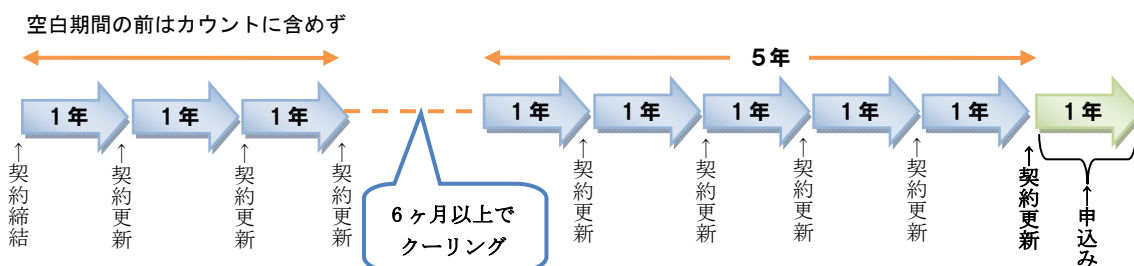 空白期間の前はカウントに含めず
5年
1年
1年
1年
1年
1年
1年
1年
1年
1年
6ヶ月以上で
クーリング
↑契約締結
↑契約更新
↑契約更新
↑契約更新
↑契約更新
↑契約更新
↑契約更新
↑契約更新
↑契約更新
↑申込み